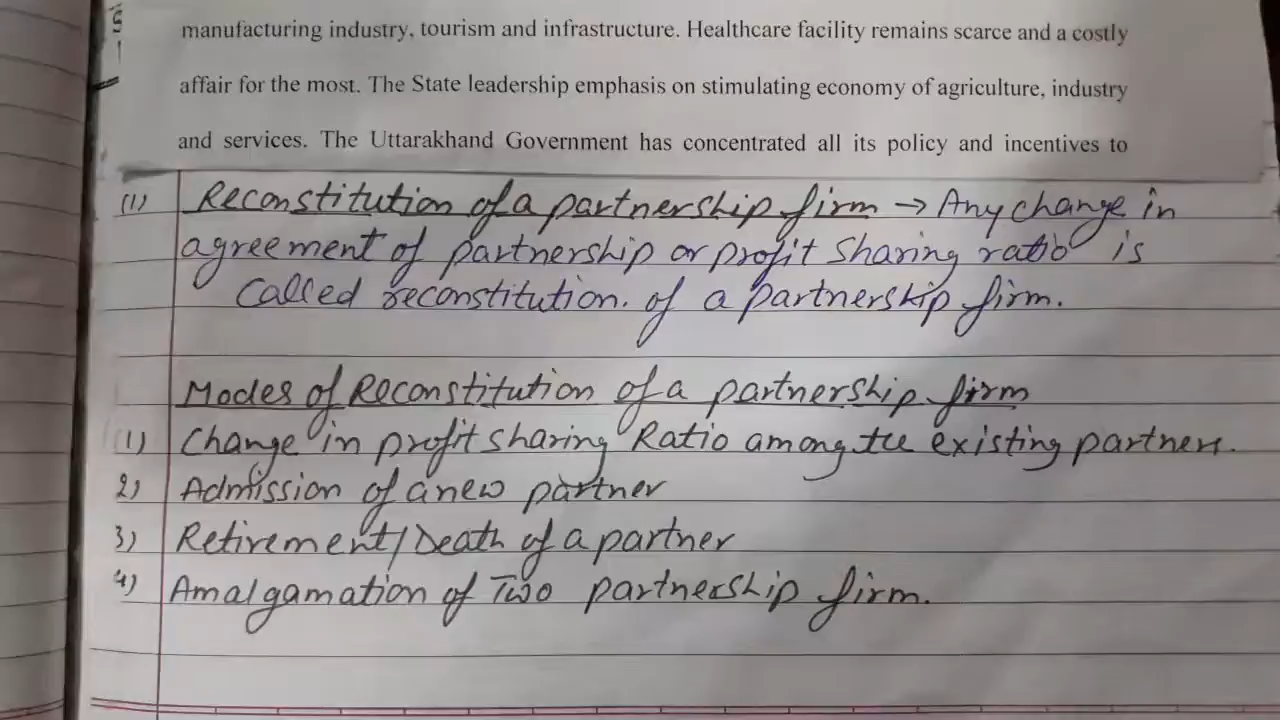 manufacturing industry, tourism and infrastructure. Healthcare facility remains scarce and a costly
affair for the most. The State leadership emphasis on stimulating economy of agriculture, industry
and services. The Uttarakhand Government has concentrated all its policy and incentives to
(1) Reconstitution of a partnership firm → Any change in
agreement of partnership or profit sharing ratio is
Called reconstitution. of a partnership firm.
Modes of Reconstitution of a partnership firm
(1) Change in profit sharing Ratio among the existing partners.
2) Admission of a new partner
3) Retirement/Death of a partner
4) Amalgamation of Two partnership firm.